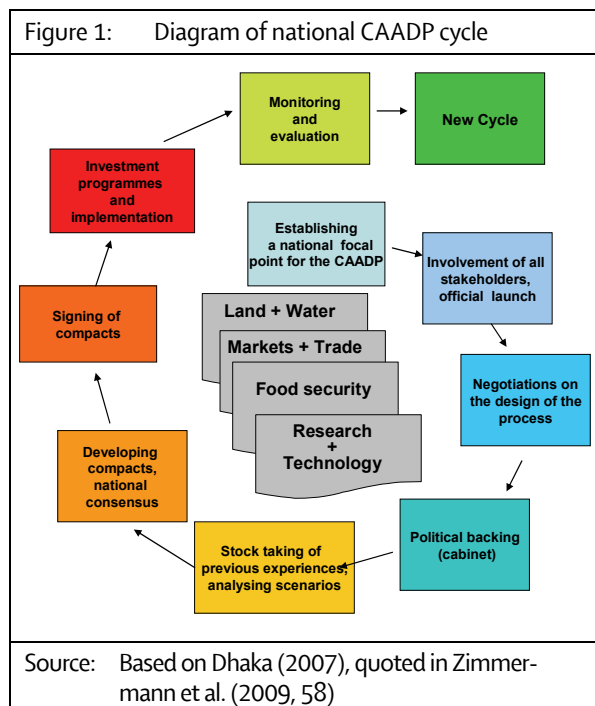 Figure 1: Diagram of national CAADP cycle
Monitoring
and
evaluation
New Cycle
Investment
programmes
and
implementation
Establishing
a national focal
point for the CAADP
Involvement of all
stakeholders,
official launch
Land + Water
Markets + Trade
Food security
Research
+
Technology
Signing of
compacts
Negotiations on
the design of the
process
Developing
compacts,
national
consensus
Political backing
(cabinet)
Stock taking of
previous experiences,
analysing scenarios
Source: Based on Dhaka (2007), quoted in Zimmer-
mann et al. (2009, 58)